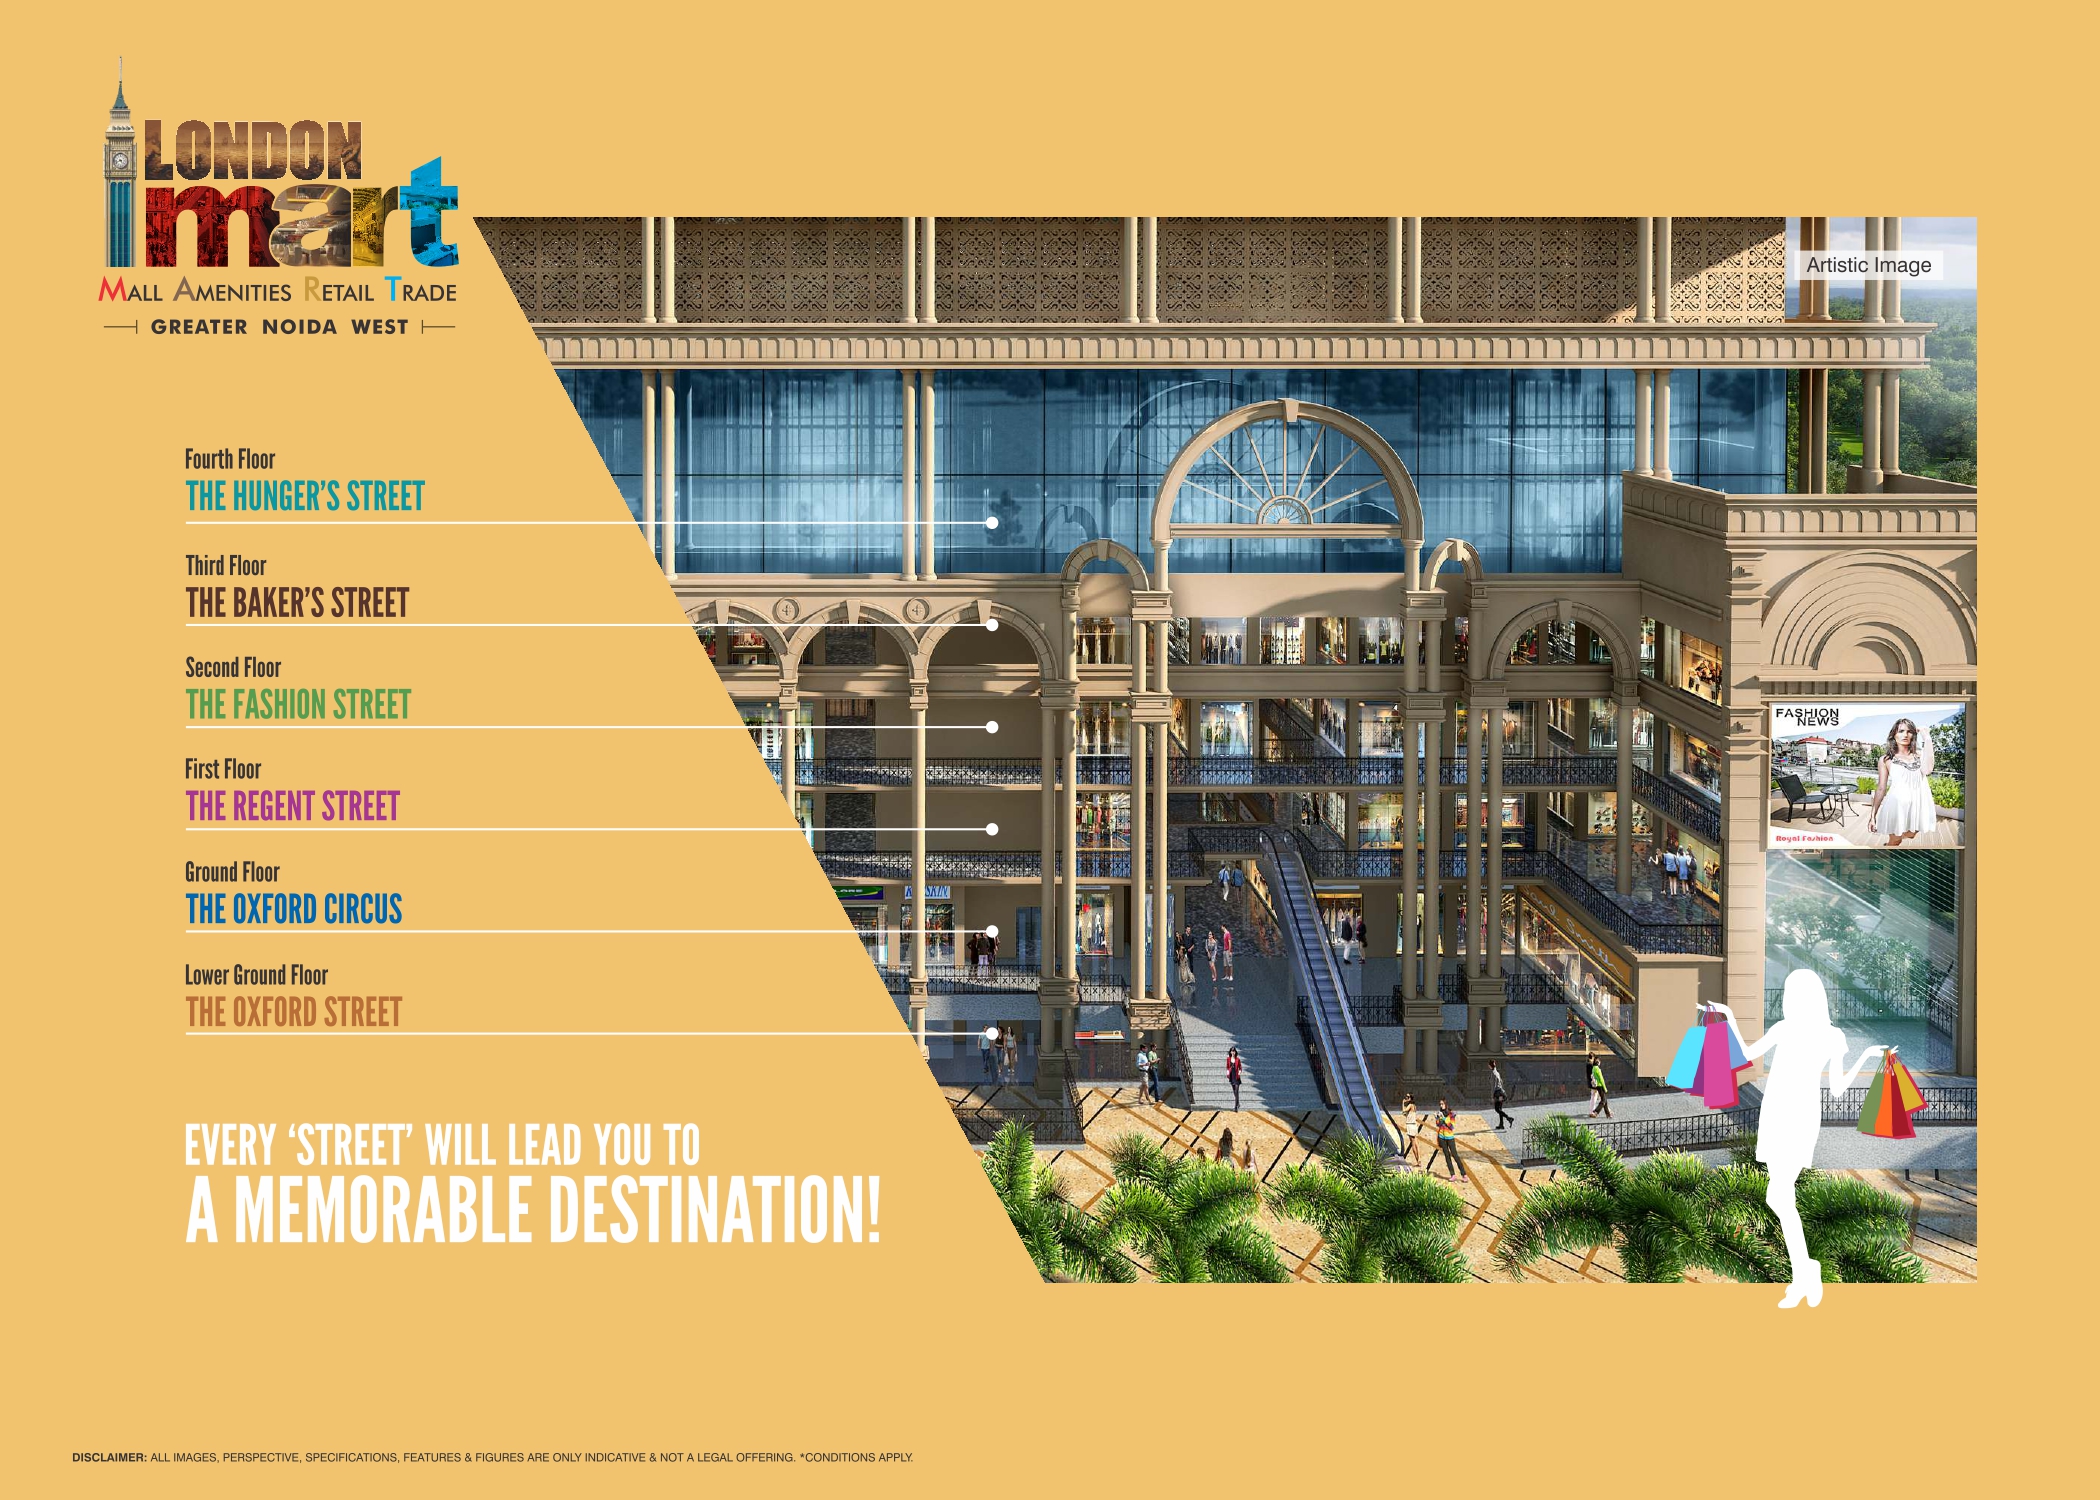 LONDON
mart
MALL AMENITIES RETAIL TRADE
GREATER NOIDA WEST
Artistic Image
Fourth Floor
THE HUNGER'S STREET
Third Floor
THE BAKER'S STREET
Second Floor
THE FASHION STREET
First Floor
THE REGENT STREET
Ground Floor
THE OXFORD CIRCUS
Lower Ground Floor
THE OXFORD STREET
FASHION
NEWS
Royal Fashion
EVERY ‘STREET’ WILL LEAD YOU TO
A MEMORABLE DESTINATION!
DISCLAIMER: ALL IMAGES, PERSPECTIVE, SPECIFICATIONS, FEATURES & FIGURES ARE ONLY INDICATIVE & NOT A LEGAL OFFERING. *CONDITIONS APPLY.